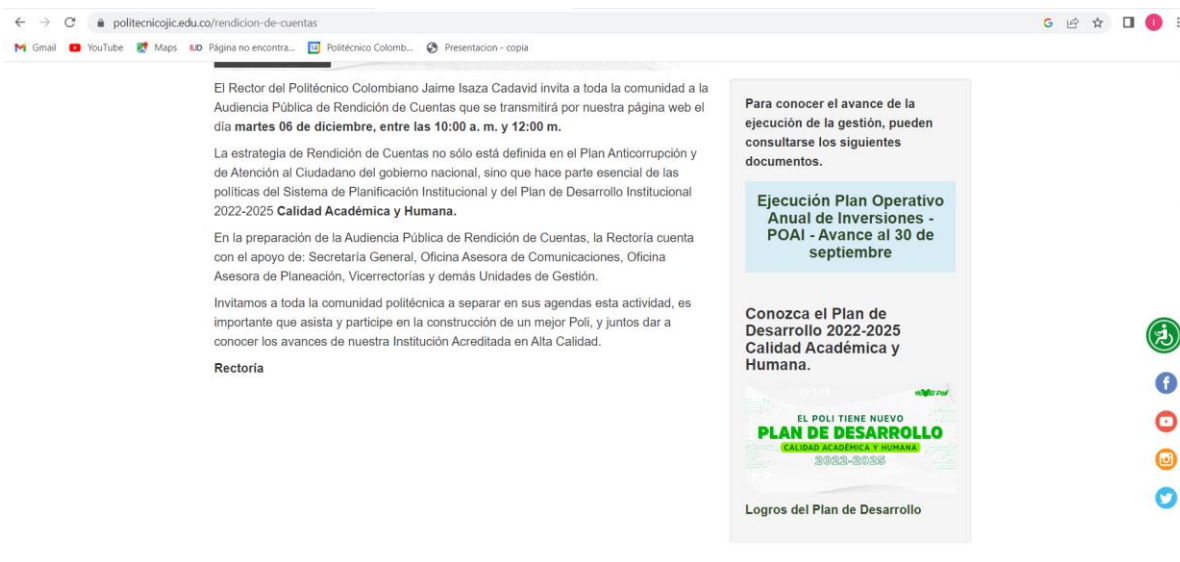 politecnicojic.edu.co/rendicion-de-cuentas
Gmail YouTube Maps IUD Página no encontra... Politécnico Colomb... Presentacion - copia
El Rector del Politécnico Colombiano Jaime Isaza Cadavid invita a toda la comunidad a la
Audiencia Pública de Rendición de Cuentas que se transmitirá por nuestra página web el
día martes 06 de diciembre, entre las 10:00 a. m. y 12:00 m.
La estrategia de Rendición de Cuentas no sólo está definida en el Plan Anticorrupción y
de Atención al Ciudadano del gobierno nacional, sino que hace parte esencial de las
políticas del Sistema de Planificación Institucional y del Plan de Desarrollo Institucional
2022-2025 Calidad Académica y Humana.
En la preparación de la Audiencia Pública de Rendición de Cuentas, la Rectoría cuenta
con el apoyo de: Secretaría General, Oficina Asesora de Comunicaciones, Oficina
Asesora de Planeación, Vicerrectorías y demás Unidades de Gestión.
Invitamos a toda la comunidad politécnica a separar en sus agendas esta actividad, es
importante que asista y participe en la construcción de un mejor Poli, y juntos dar a
conocer los avances de nuestra Institución Acreditada en Alta Calidad.
Rectoría
Para conocer el avance de la
ejecución de la gestión, pueden
consultarse los siguientes
documentos.
Ejecución Plan Operativo
Anual de Inversiones -
POAI - Avance al 30 de
septiembre
Conozca el Plan de
Desarrollo 2022-2025
Calidad Académica y
Humana.
EL POLI TIENE NUEVO
PLAN DE DESARROLLO
CALIDAD ACADÉMICA Y HUMANA
2022-2025
Logros del Plan de Desarrollo